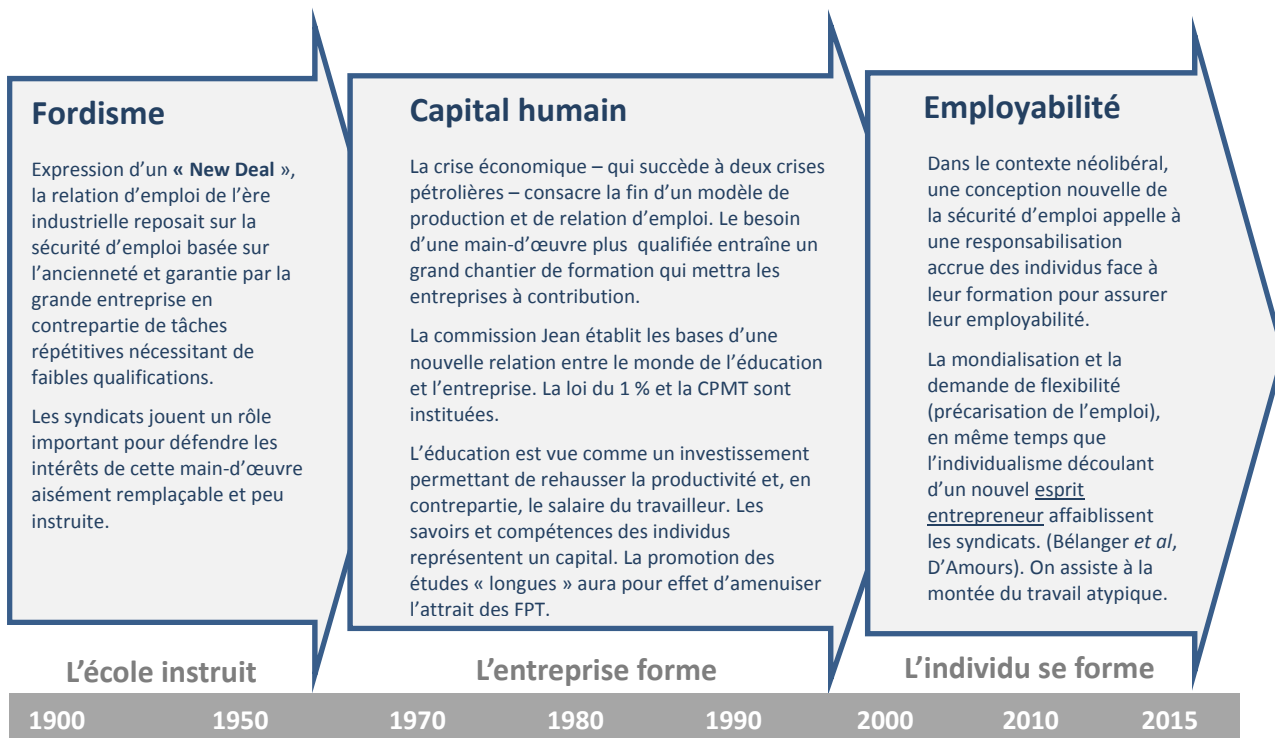 Fordisme
Expression d'un « New Deal »,
la relation d'emploi de l'ère
industrielle reposait sur la
sécurité d'emploi basée sur
l'ancienneté et garantie par la
grande entreprise en
contrepartie de tâches
répétitives nécessitant de
faibles qualifications.
Les syndicats jouent un rôle
important pour défendre les
intérêts de cette main-d'œuvre
aisément remplaçable et peu
instruite.
Capital humain
La crise économique – qui succède à deux crises
pétrolières – consacre la fin d'un modèle de
production et de relation d'emploi. Le besoin
d'une main-d'œuvre plus qualifiée entraîne un
grand chantier de formation qui mettra les
entreprises à contribution.
La commission Jean établit les bases d'une
nouvelle relation entre le monde de l'éducation
et l'entreprise. La loi du 1 % et la CPMT sont
instituées.
L'éducation est vue comme un investissement
permettant de rehausser la productivité et, en
contrepartie, le salaire du travailleur. Les
savoirs et compétences des individus
représentent un capital. La promotion des
études « longues » aura pour effet d'amenuiser
l'attrait des FPT.
Employabilité
Dans le contexte néolibéral,
une conception nouvelle de
la sécurité d'emploi appelle à
une responsabilisation
accrue des individus face à
leur formation pour assurer
leur employabilité.
La mondialisation et la
demande de flexibilité
(précarisation de l'emploi),
en même temps que
l'individualisme découlant
d'un nouvel esprit
entrepreneur affaiblissent
les syndicats. (Bélanger et al,
D'Amours). On assiste à la
montée du travail atypique.
L'école instruit
L'entreprise forme
L'individu se forme
1900 1950 1970 1980 1990 2000 2010 2015